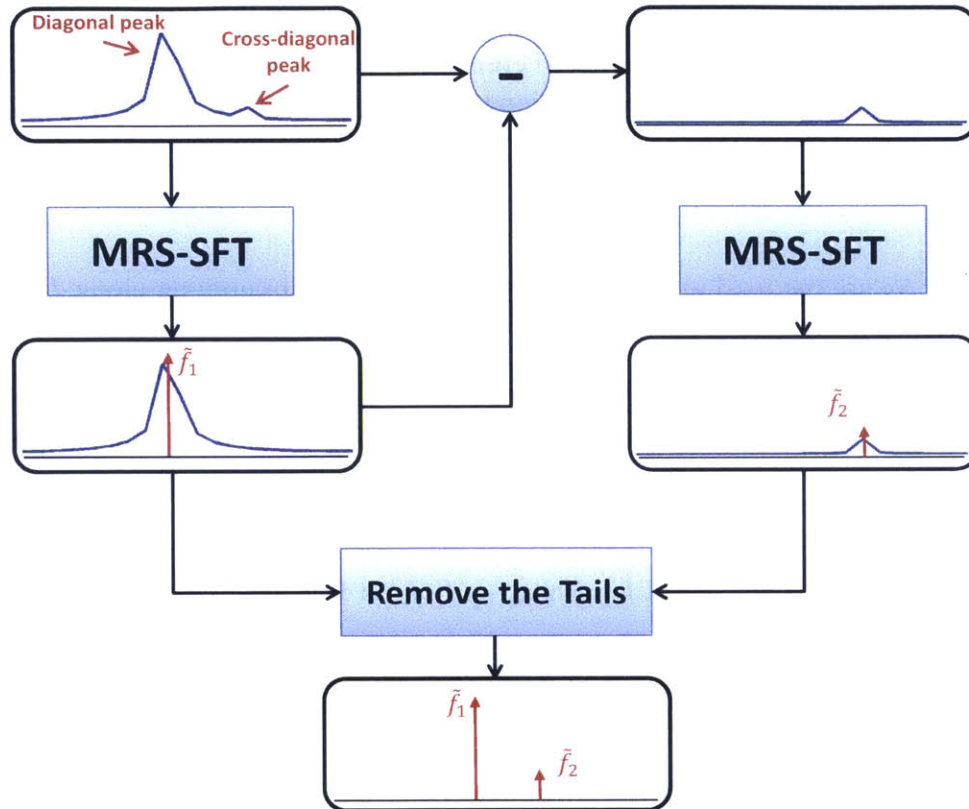 Diagonal peak
Cross-diagonal
peak
–
MRS-SFT
MRS-SFT
f̃₁
f̃₂
Remove the Tails
f̃₁
f̃₂